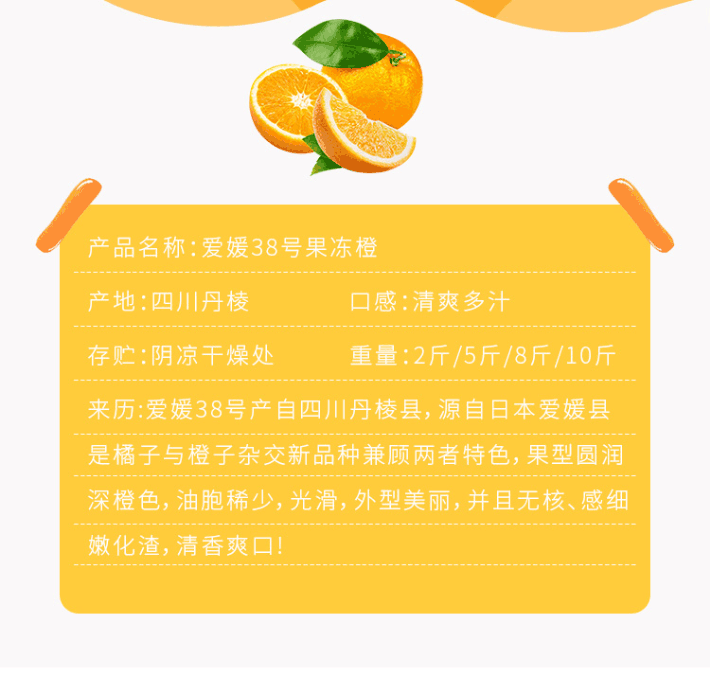 产品名称:爱媛38号果冻橙
产地:四川丹棱 口感:清爽多汁
存贮:阴凉干燥处 重量:2斤/5斤/8斤/10斤
来历:爱媛38号产自四川丹棱县,源自日本爱媛县
是橘子与橙子杂交新品种兼顾两者特色,果型圆润
深橙色,油胞稀少,光滑,外型美丽,并且无核、感细
嫩化渣,清香爽口!